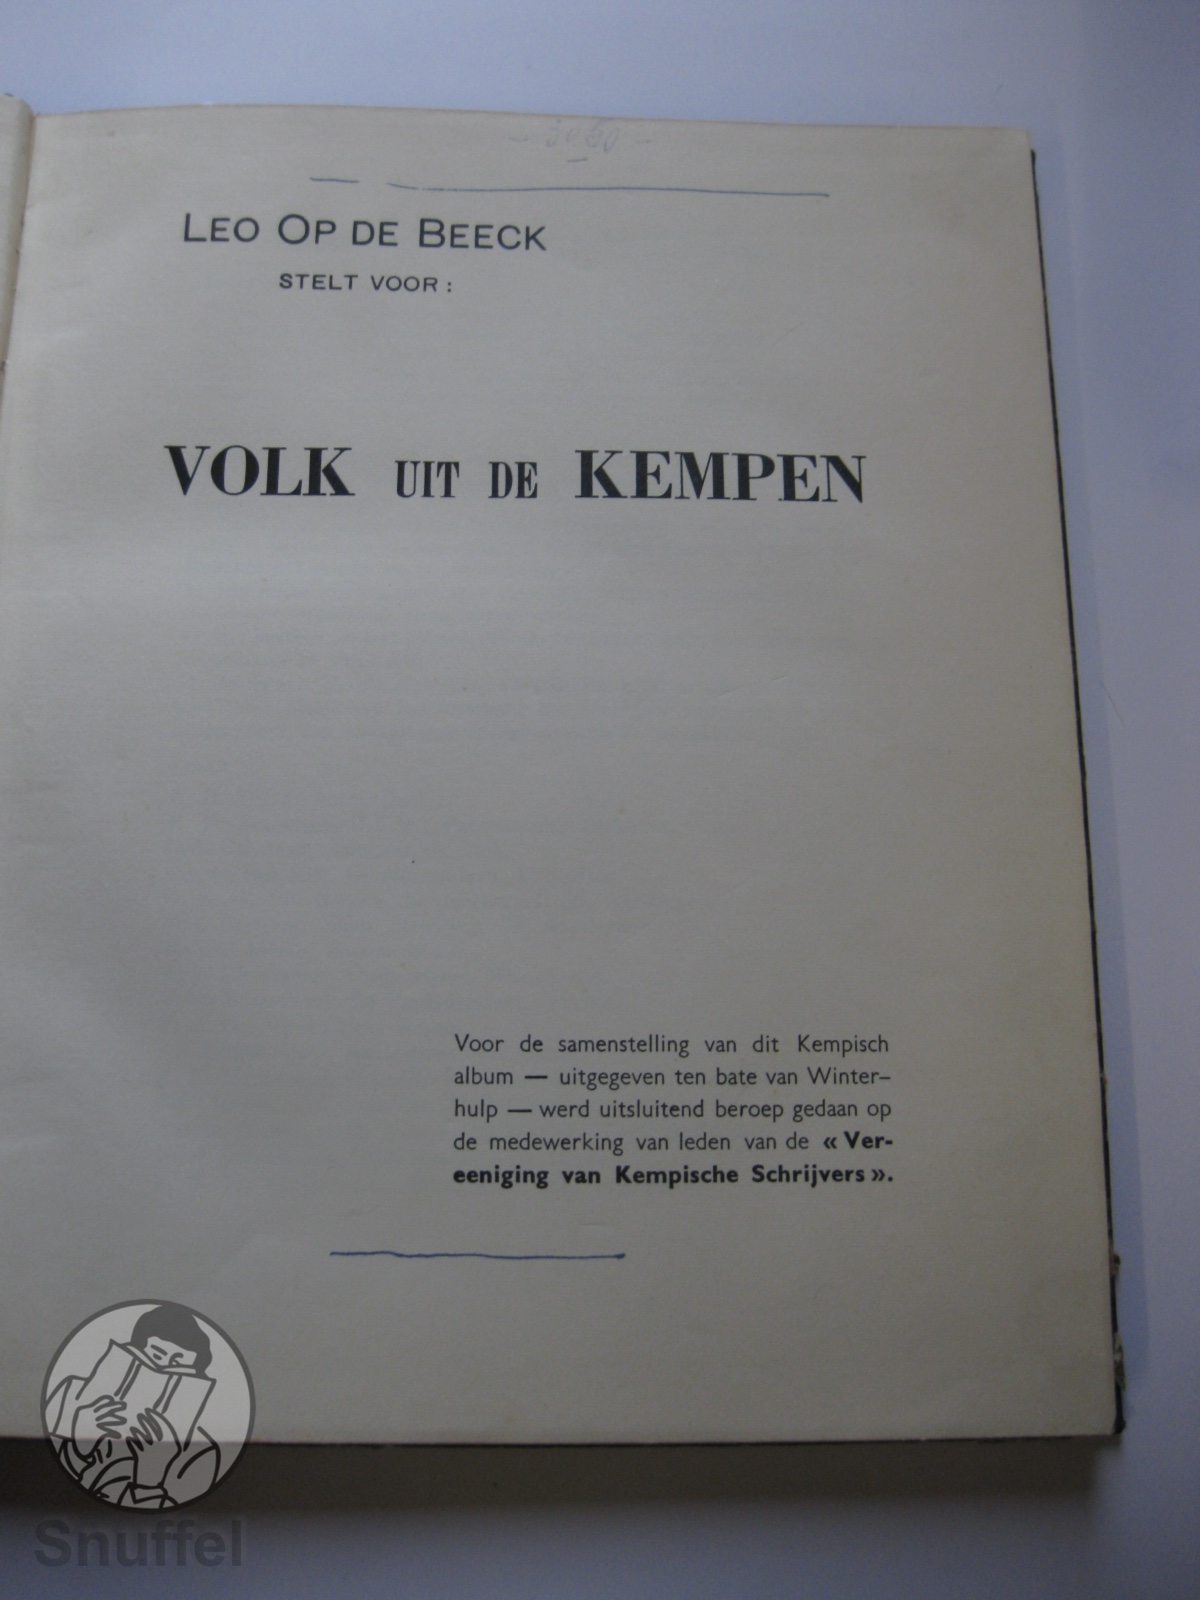 LEO OP DE BEECK
STELT VOOR :
VOLK UIT DE KEMPEN
Voor de samenstelling van dit Kempisch
album — uitgegeven ten bate van Winter-
hulp — werd uitsluitend beroep gedaan op
de medewerking van leden van de « Ver-
eeniging van Kempische Schrijvers ».
Snuffel